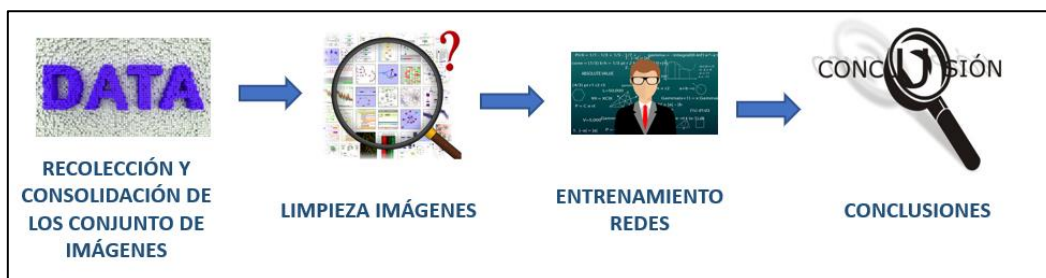 DATA
?
CONCLUSIÓN
RECOLECCIÓN Y
CONSOLIDACIÓN DE
LOS CONJUNTO DE
IMÁGENES
LIMPIEZA IMÁGENES
ENTRENAMIENTO
REDES
CONCLUSIONES